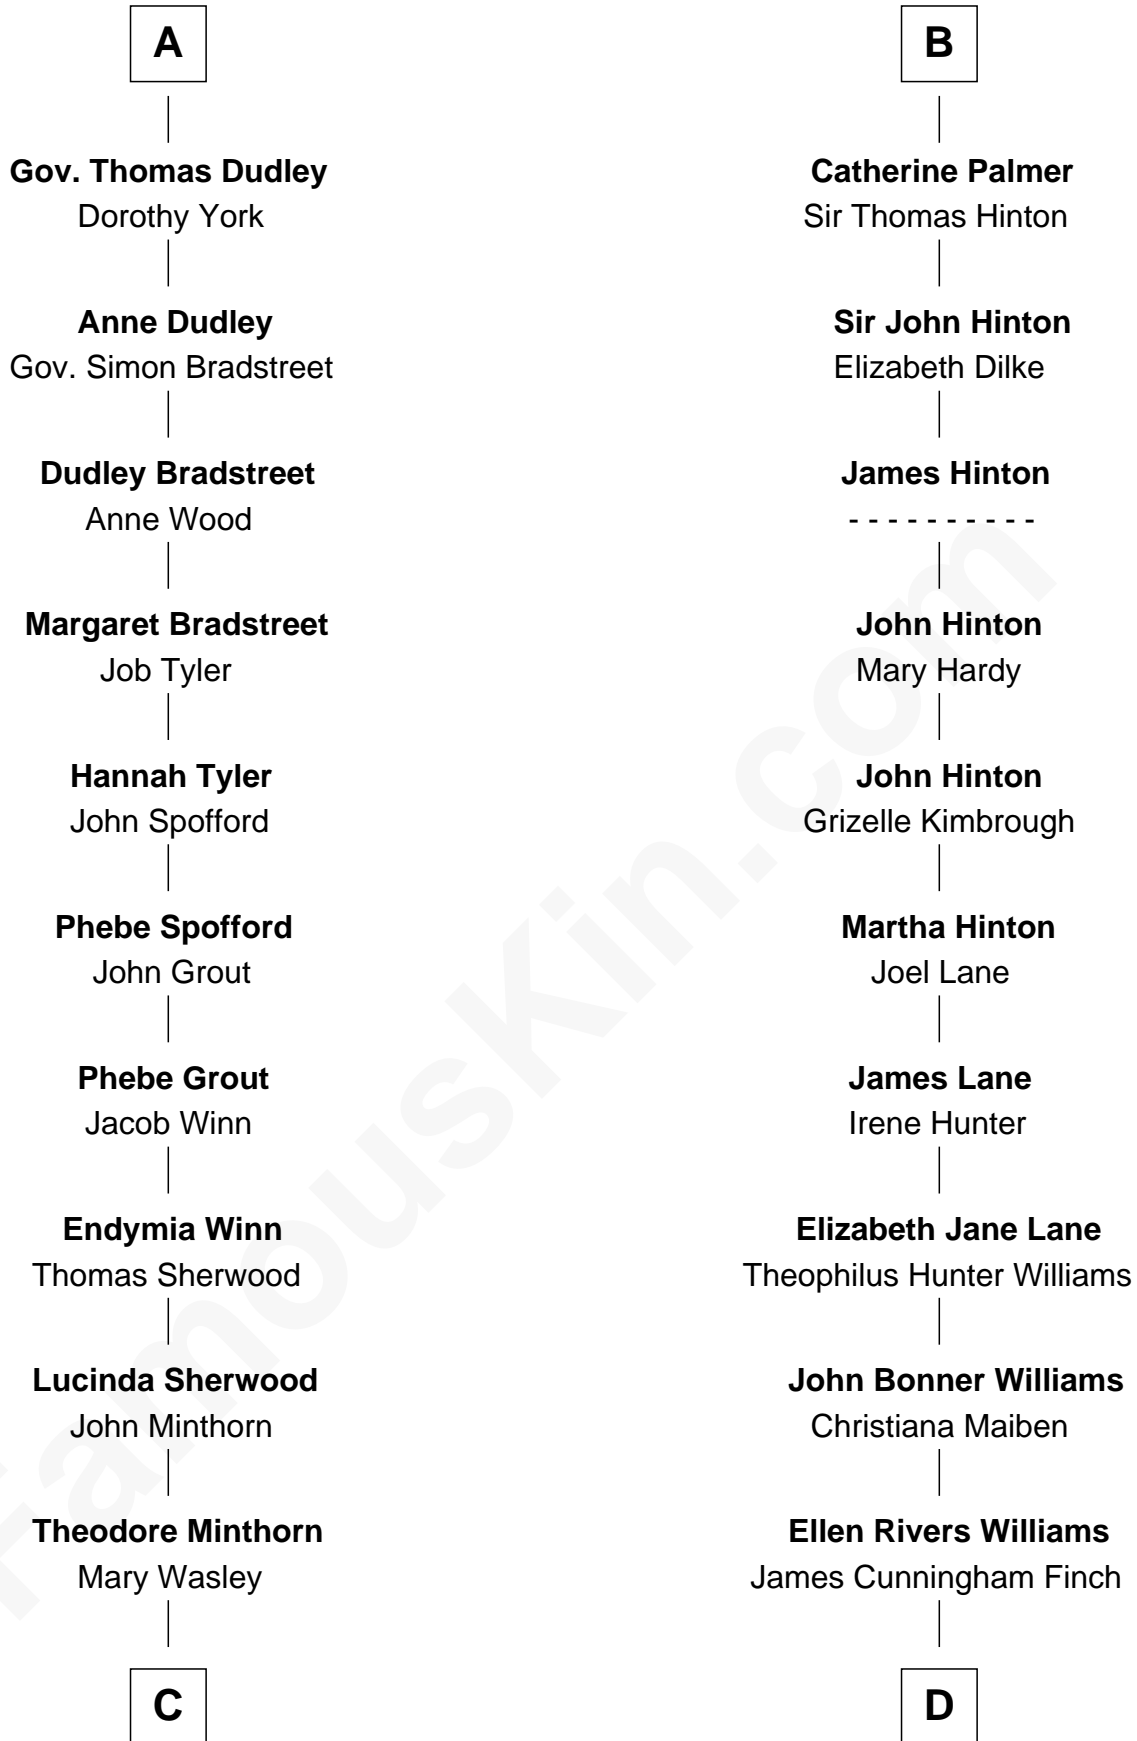 A
Gov. Thomas Dudley
Dorothy York
Anne Dudley
Gov. Simon Bradstreet
Dudley Bradstreet
Anne Wood
Margaret Bradstreet
Job Tyler
Hannah Tyler
John Spofford
Phebe Spofford
John Grout
Phebe Grout
Jacob Winn
Endymia Winn
Thomas Sherwood
Lucinda Sherwood
John Minthorn
Theodore Minthorn
Mary Wasley
C
B
Catherine Palmer
Sir Thomas Hinton
Sir John Hinton
Elizabeth Dilke
James Hinton
- - - - - - - - - -
John Hinton
Mary Hardy
John Hinton
Grizelle Kimbrough
Martha Hinton
Joel Lane
James Lane
Irene Hunter
Elizabeth Jane Lane
Theophilus Hunter Williams
John Bonner Williams
Christiana Maiben
Ellen Rivers Williams
James Cunningham Finch
D
FamousKin.com